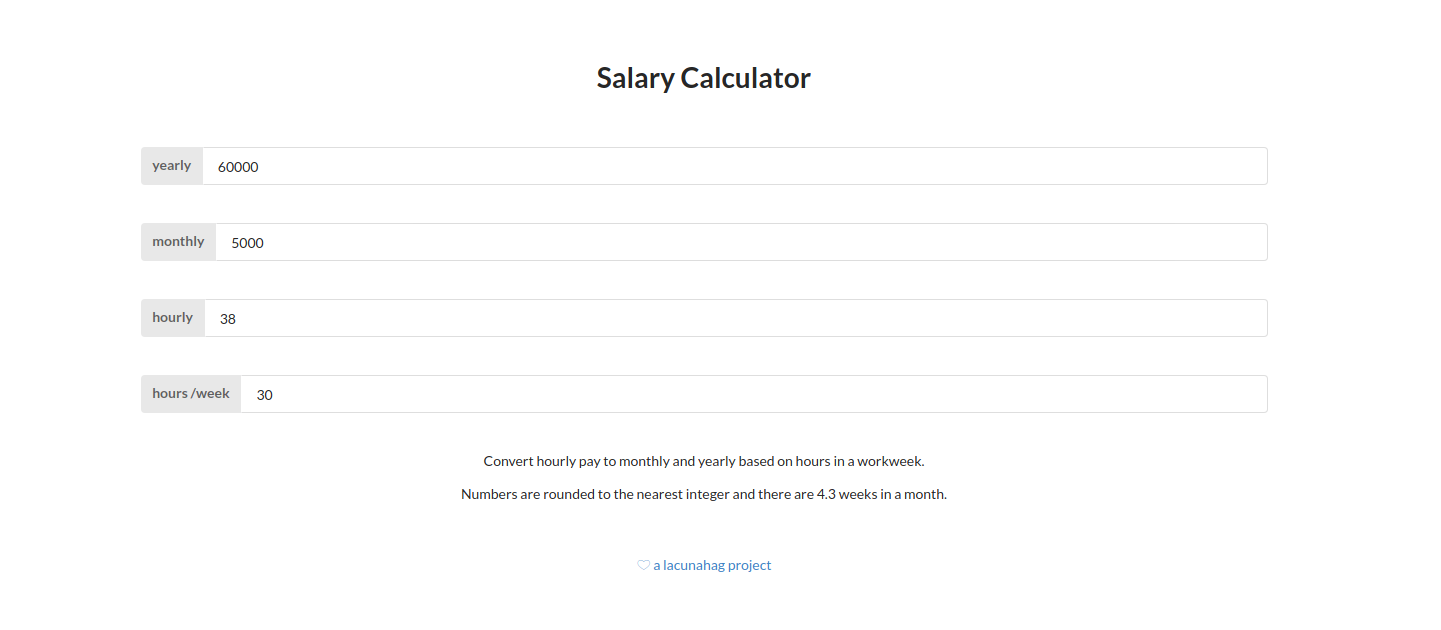 Salary Calculator
yearly 60000
monthly 5000
hourly 38
hours /week 30
Convert hourly pay to monthly and yearly based on hours in a workweek.
Numbers are rounded to the nearest integer and there are 4.3 weeks in a month.
a lacunahag project